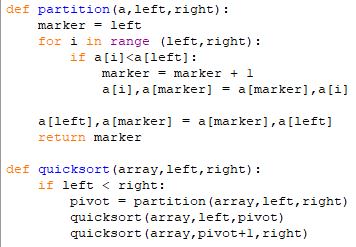 def partition(a,left,right):
    marker = left
    for i in range (left,right):
        if a[i]<a[left]:
            marker = marker + 1
            a[i],a[marker] = a[marker],a[i]

    a[left],a[marker] = a[marker],a[left]
    return marker

def quicksort(array,left,right):
    if left < right:
        pivot = partition(array,left,right)
        quicksort(array,left,pivot)
        quicksort(array,pivot+1,right)